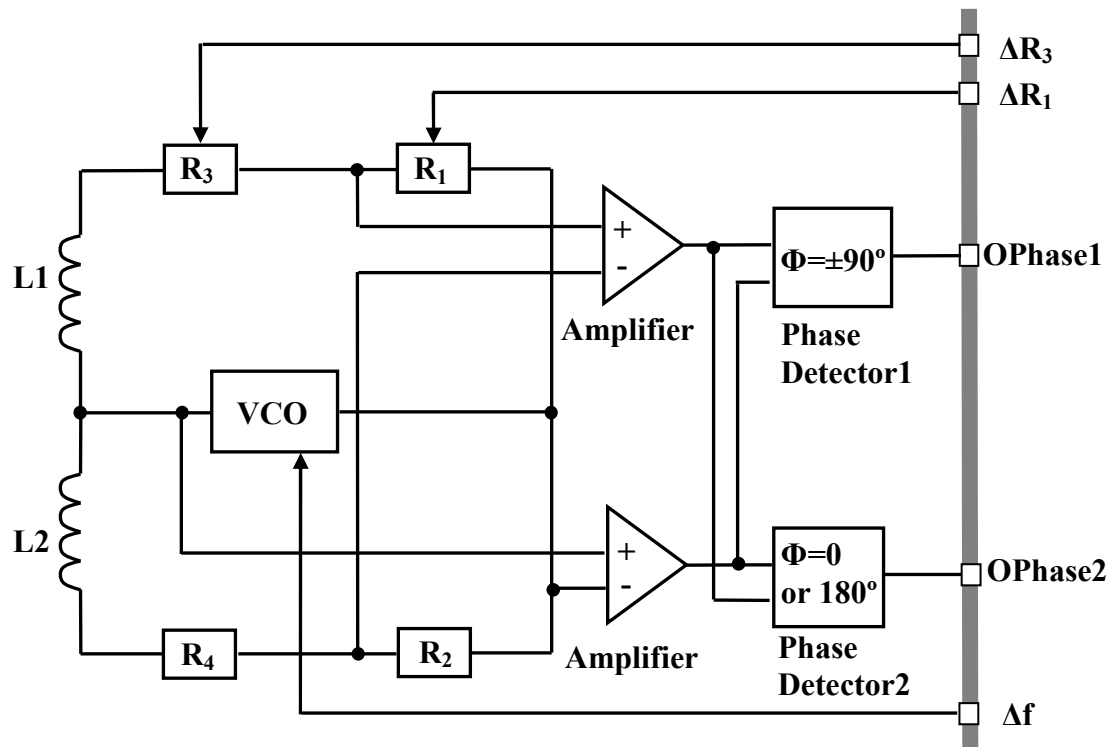 ΔR₃
ΔR₁
R₃
R₁
+
-
Φ=±90º
OPhase1
L1
Amplifier
Phase
Detector1
VCO
L2
+
-
Φ=0
or 180º
OPhase2
R₄
R₂
Amplifier
Phase
Detector2
Δf